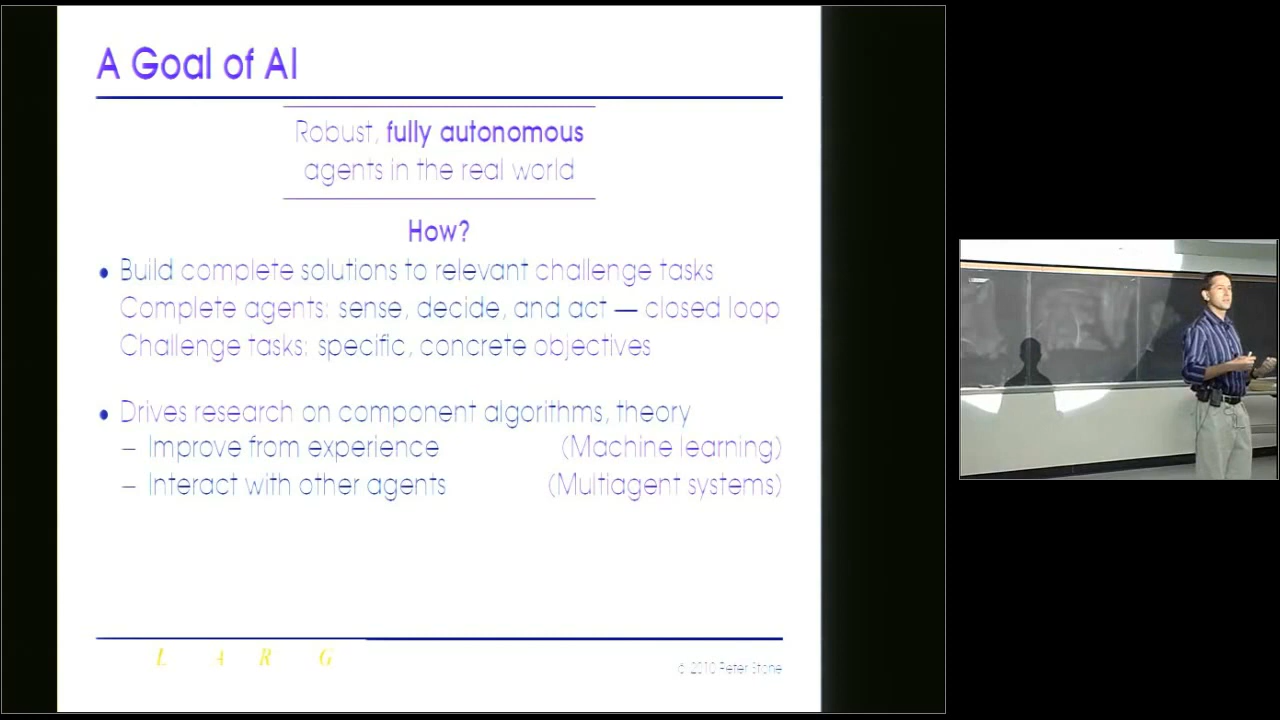 A Goal of AI
Robust, fully autonomous
agents in the real world
How?
• Build complete solutions to relevant challenge tasks
Complete agents: sense, decide, and act — closed loop
Challenge tasks: specific, concrete objectives
• Drives research on component algorithms, theory
– Improve from experience (Machine learning)
– Interact with other agents (Multiagent systems)
L A R G
© 2010 Peter Stone